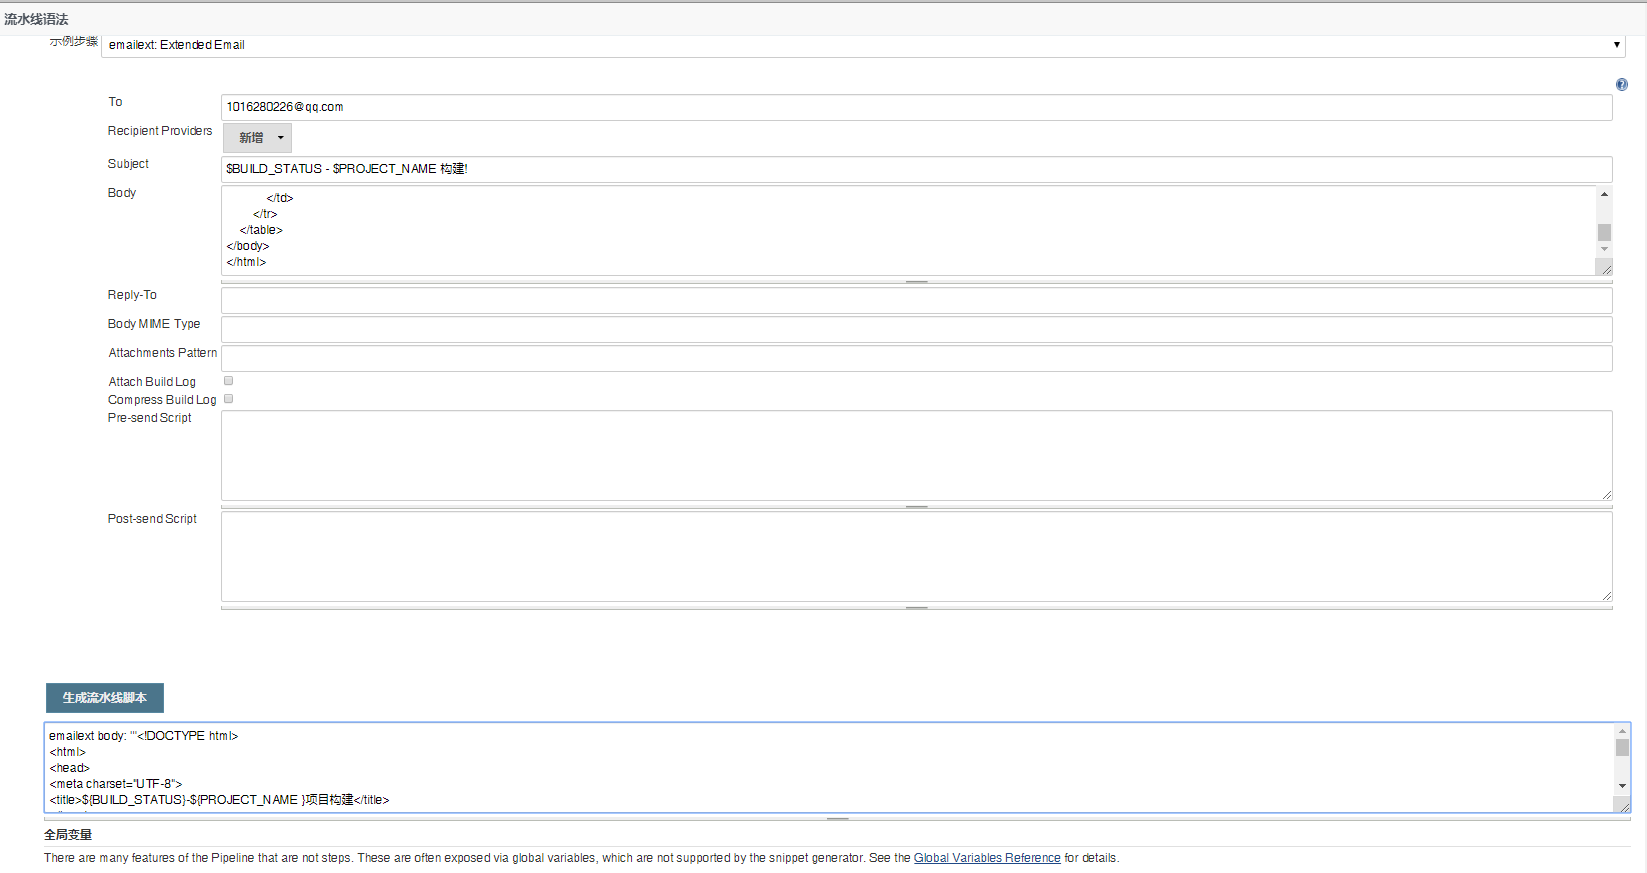 流水线语法
示例步骤
emailext: Extended Email
To
1016280226@qq.com
Recipient Providers
新增
Subject
$BUILD_STATUS - $PROJECT_NAME 构建!
Body
</td>
</tr>
</table>
</body>
</html>
Reply-To
Body MIME Type
Attachments Pattern
Attach Build Log
Compress Build Log
Pre-send Script
Post-send Script
生成流水线脚本
emailext body: '''<!DOCTYPE html>
<html>
<head>
<meta charset="UTF-8">
<title>${BUILD_STATUS}-${PROJECT_NAME }项目构建</title>
全局变量
There are many features of the Pipeline that are not steps. These are often exposed via global variables, which are not supported by the snippet generator. See the Global Variables Reference for details.